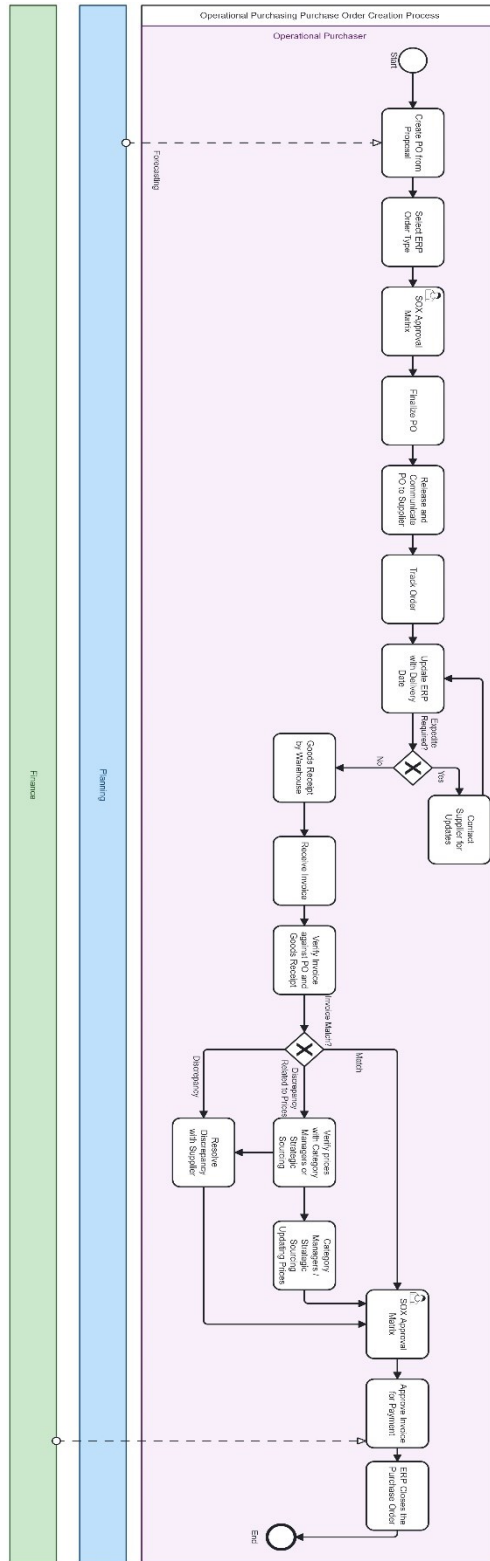 Operational Purchasing Purchase Order Creation Process
Operational Purchaser
Start
Create PO from
Proposal
Forecasting
Select ERP
Order Type
SOX Approval
Matrix
Finalize PO
Release and
Communicate
PO to Supplier
Track Order
Update ERP
with Delivery
Date
Expedite
Required?
Yes
No
Contact
Supplier for
Updates
Goods Receipt
by Warehouse
Receive Invoice
Verify Invoice
against PO and
Goods Receipt
Invoice Match?
Match
Discrepancy
Related to Prices
Discrepancy
Verify prices
with Category
Managers or
Strategic
Sourcing
Resolve
Discrepancy
with Supplier
Category
Managers /
Strategic
Sourcing
Updating Prices
SOX Approval
Matrix
Approve Invoice
for Payment
ERP Closes the
Purchase Order
End
Planning
Finance